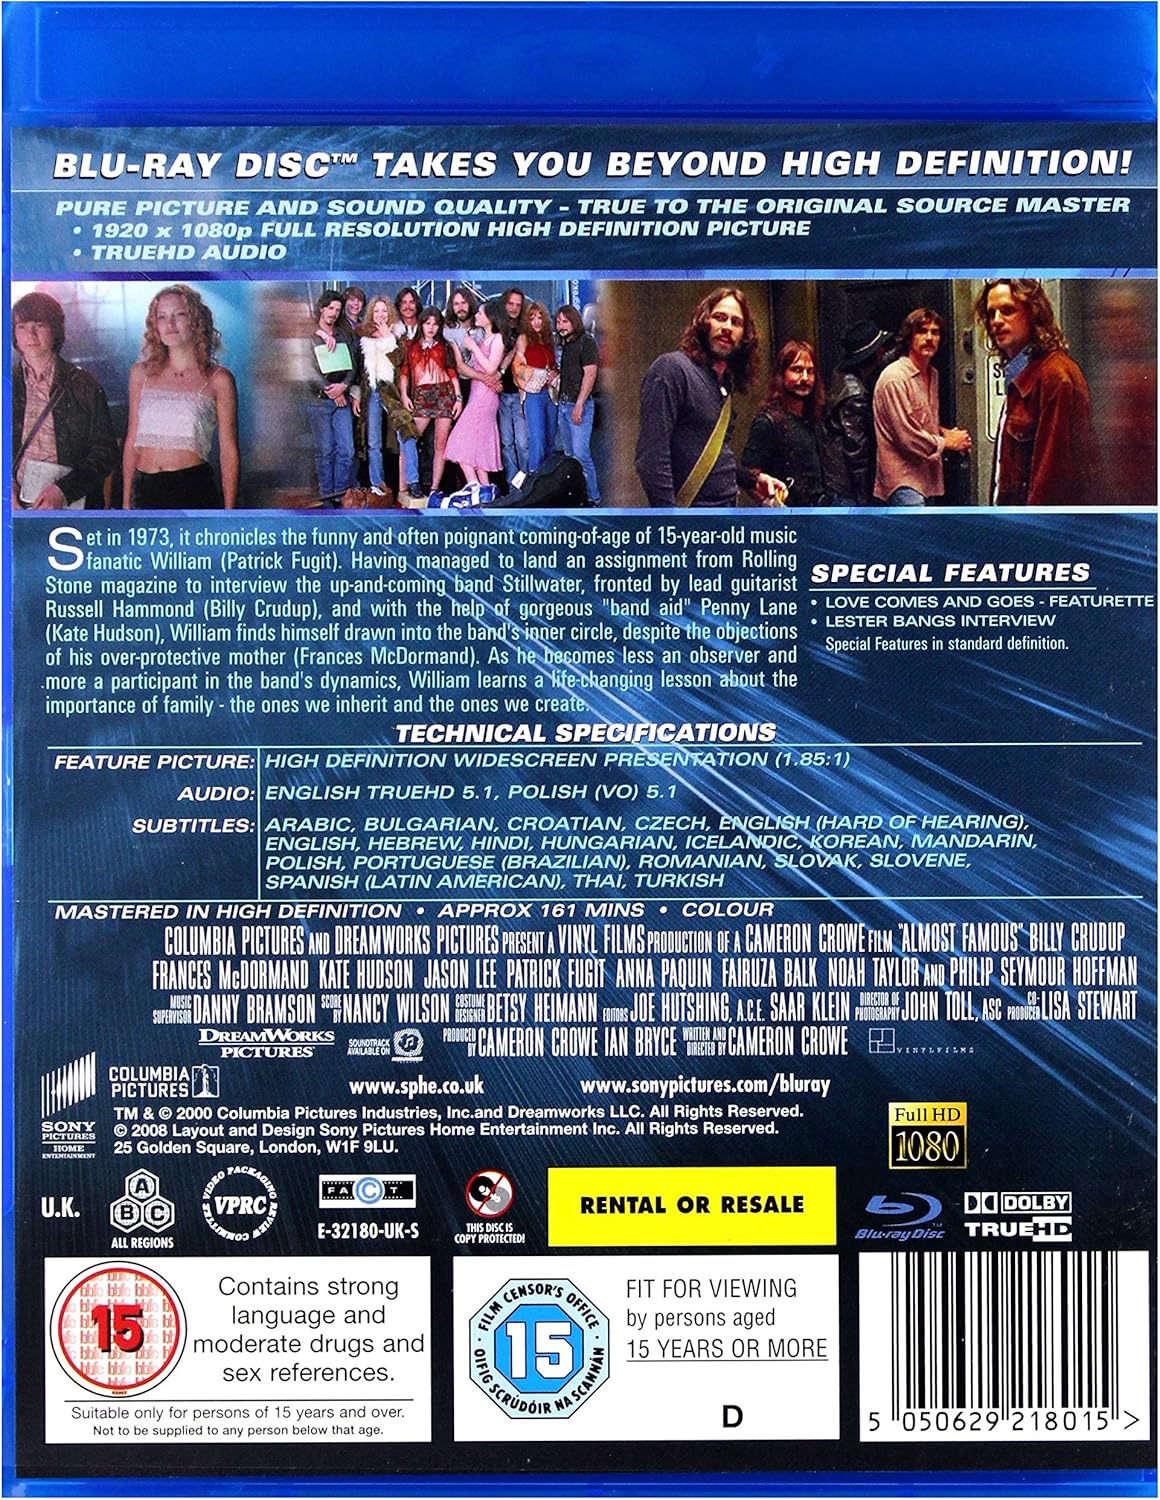 BLU-RAY DISC™ TAKES YOU BEYOND HIGH DEFINITION!
PURE PICTURE AND SOUND QUALITY - TRUE TO THE ORIGINAL SOURCE MASTER
• 1920 x 1080p FULL RESOLUTION HIGH DEFINITION PICTURE
• TRUEHD AUDIO
Set in 1973, it chronicles the funny and often poignant coming-of-age of 15-year-old music
fanatic William (Patrick Fugit). Having managed to land an assignment from Rolling
Stone magazine to interview the up-and-coming band Stillwater, fronted by lead guitarist
Russell Hammond (Billy Crudup), and with the help of gorgeous "band aid" Penny Lane
(Kate Hudson), William finds himself drawn into the band's inner circle, despite the objections
of his over-protective mother (Frances McDormand). As he becomes less an observer and
more a participant in the band's dynamics, William learns a life-changing lesson about the
importance of family - the ones we inherit and the ones we create.
SPECIAL FEATURES
• LOVE COMES AND GOES - FEATURETTE
• LESTER BANGS INTERVIEW
Special Features in standard definition.
TECHNICAL SPECIFICATIONS
FEATURE PICTURE: HIGH DEFINITION WIDESCREEN PRESENTATION (1.85:1)
AUDIO: ENGLISH TRUEHD 5.1, POLISH (VO) 5.1
SUBTITLES: ARABIC, BULGARIAN, CROATIAN, CZECH, ENGLISH (HARD OF HEARING),
ENGLISH, HEBREW, HINDI, HUNGARIAN, ICELANDIC, KOREAN, MANDARIN,
POLISH, PORTUGUESE (BRAZILIAN), ROMANIAN, SLOVAK, SLOVENE,
SPANISH (LATIN AMERICAN), THAI, TURKISH
MASTERED IN HIGH DEFINITION • APPROX 161 MINS • COLOUR
COLUMBIA PICTURES AND DREAMWORKS PICTURES PRESENT A VINYL FILMS PRODUCTION OF A CAMERON CROWE FILM "ALMOST FAMOUS" BILLY CRUDUP
FRANCES McDORMAND KATE HUDSON JASON LEE PATRICK FUGIT ANNA PAQUIN FAIRUZA BALK NOAH TAYLOR AND PHILIP SEYMOUR HOFFMAN
MUSIC SUPERVISOR DANNY BRAMSON SCORE BY NANCY WILSON COSTUME DESIGNER BETSY HEIMANN EDITORS JOE HUTSHING, A.C.E. SAAR KLEIN DIRECTOR OF PHOTOGRAPHY JOHN TOLL, ASC CO-PRODUCER LISA STEWART
DREAMWORKS PICTURES SOUNDTRACK AVAILABLE ON PRODUCED BY CAMERON CROWE IAN BRYCE WRITTEN AND DIRECTED BY CAMERON CROWE VINYLFILMS
SONY PICTURES HOME ENTERTAINMENT
COLUMBIA PICTURES
www.sphe.co.uk www.sonypictures.com/bluray
TM & © 2000 Columbia Pictures Industries, Inc.and Dreamworks LLC. All Rights Reserved.
© 2008 Layout and Design Sony Pictures Home Entertainment Inc. All Rights Reserved.
25 Golden Square, London, W1F 9LU.
Full HD
1080
U.K.
A B C
ALL REGIONS
VIDEO PACKAGING REVIEW COMMITTEE
VPRC
FACT
E-32180-UK-S
THIS DISC IS
COPY PROTECTED!
RENTAL OR RESALE
Blu-ray Disc
DOLBY
TRUEHD
15
Contains strong
language and
moderate drugs and
sex references.
Suitable only for persons of 15 years and over.
Not to be supplied to any person below that age.
FILM CENSOR'S OFFICE
15
OIFIG SCRÚDÓIR NA SCANNÁN
FIT FOR VIEWING
by persons aged
15 YEARS OR MORE
D
5 050629 218015 >